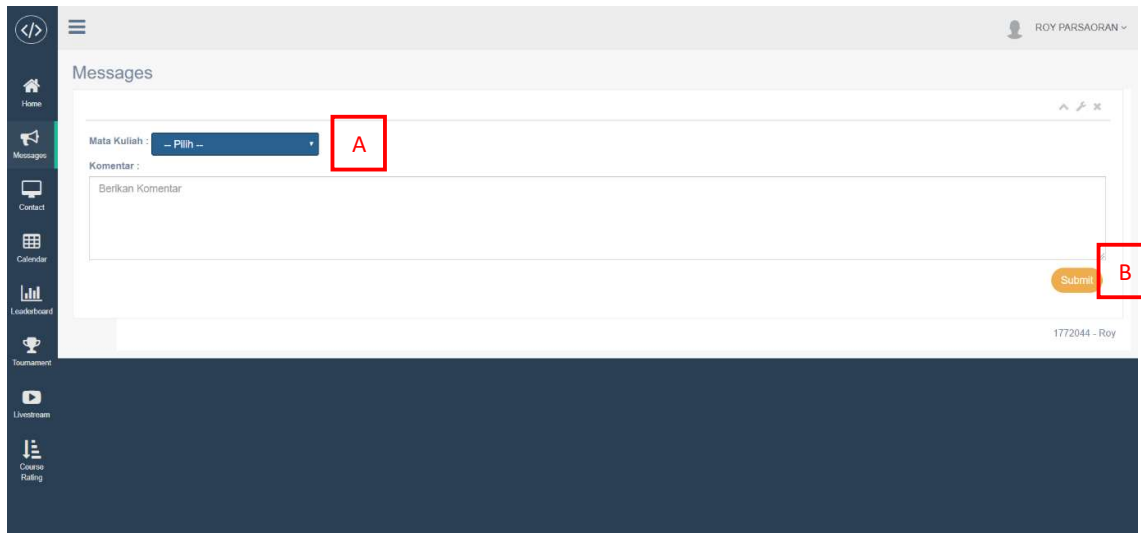 </>
ROY PARSAORAN
Messages
Home
Messages
Contact
Calendar
Leaderboard
Tournament
Livestream
Course
Rating
Mata Kuliah :
-- Pilih --
A
Komentar :
Berikan Komentar
Submit
B
1772044 - Roy